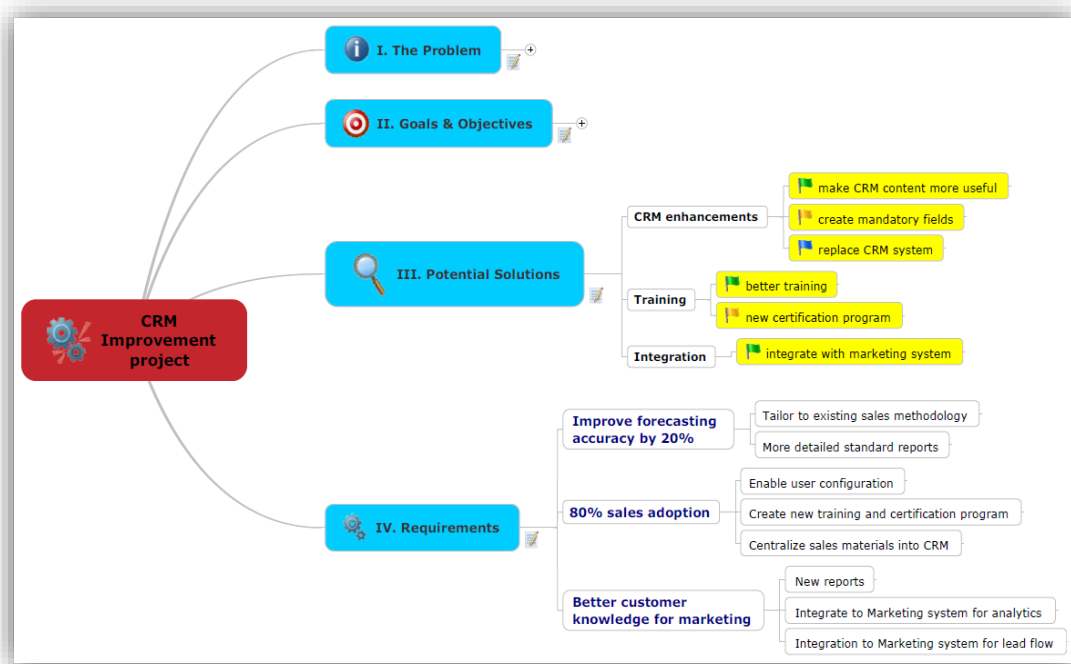 CRM
Improvement
project
I. The Problem
II. Goals & Objectives
III. Potential Solutions
CRM enhancements
make CRM content more useful
create mandatory fields
replace CRM system
Training
better training
new certification program
Integration
integrate with marketing system
IV. Requirements
Improve forecasting
accuracy by 20%
Tailor to existing sales methodology
More detailed standard reports
80% sales adoption
Enable user configuration
Create new training and certification program
Centralize sales materials into CRM
Better customer
knowledge for marketing
New reports
Integrate to Marketing system for analytics
Integration to Marketing system for lead flow